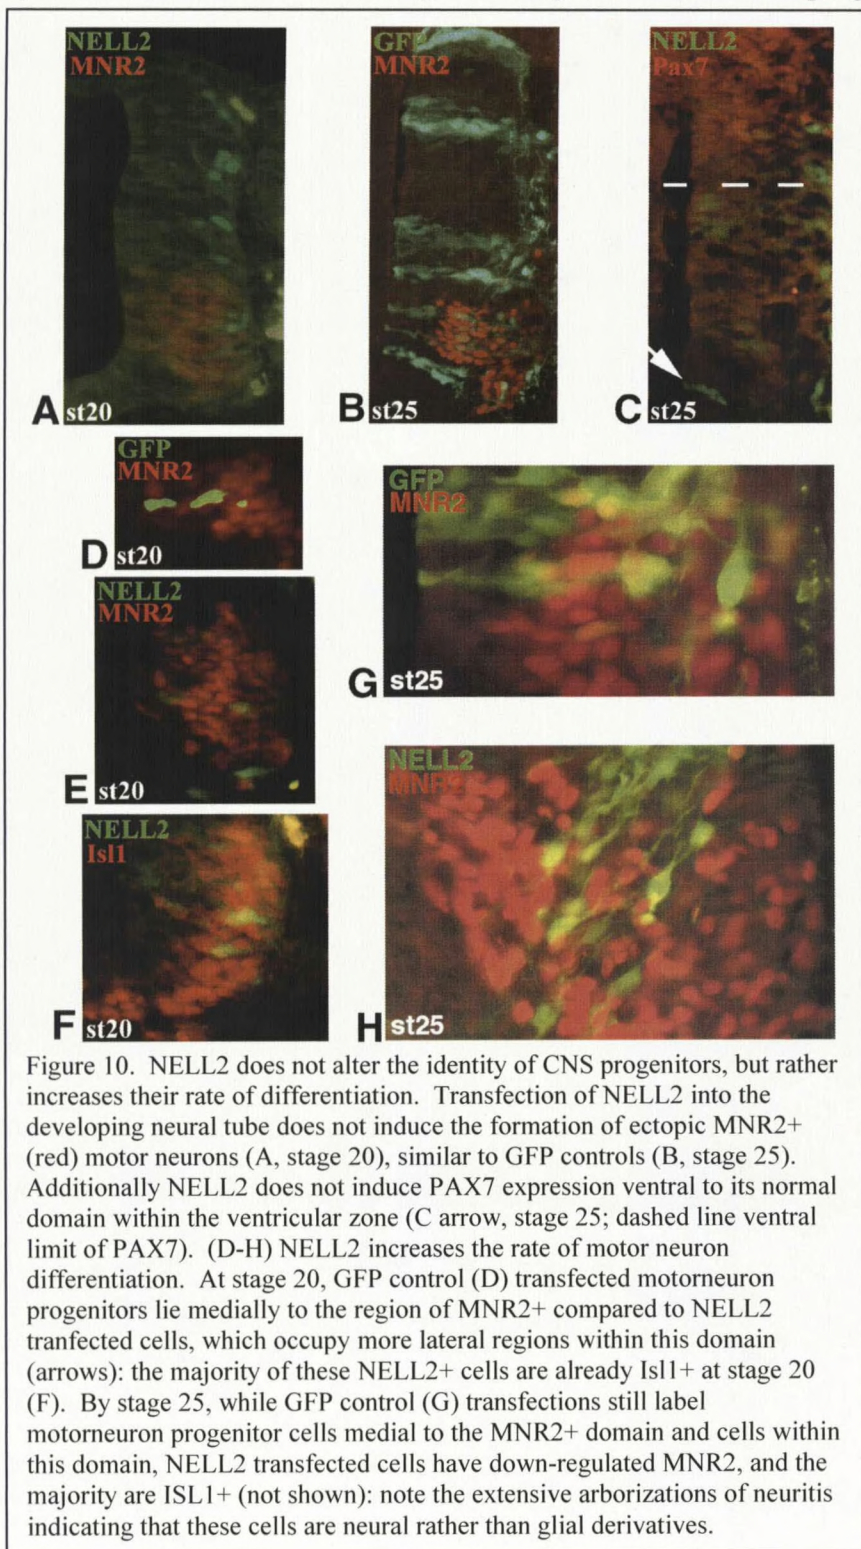 NELL2
MNR2
A st20
GFP
MNR2
B st25
NELL2
Pax7
C st25
GFP
MNR2
D st20
NELL2
MNR2
E st20
NELL2
Isl1
F st20
GFP
MNR2
G st25
NELL2
MNR2
H st25
Figure 10. NELL2 does not alter the identity of CNS progenitors, but rather
increases their rate of differentiation. Transfection of NELL2 into the
developing neural tube does not induce the formation of ectopic MNR2+
(red) motor neurons (A, stage 20), similar to GFP controls (B, stage 25).
Additionally NELL2 does not induce PAX7 expression ventral to its normal
domain within the ventricular zone (C arrow, stage 25; dashed line ventral
limit of PAX7). (D-H) NELL2 increases the rate of motor neuron
differentiation. At stage 20, GFP control (D) transfected motorneuron
progenitors lie medially to the region of MNR2+ compared to NELL2
tranfected cells, which occupy more lateral regions within this domain
(arrows): the majority of these NELL2+ cells are already Isl1+ at stage 20
(F). By stage 25, while GFP control (G) transfections still label
motorneuron progenitor cells medial to the MNR2+ domain and cells within
this domain, NELL2 transfected cells have down-regulated MNR2, and the
majority are ISL1+ (not shown): note the extensive arborizations of neuritis
indicating that these cells are neural rather than glial derivatives.